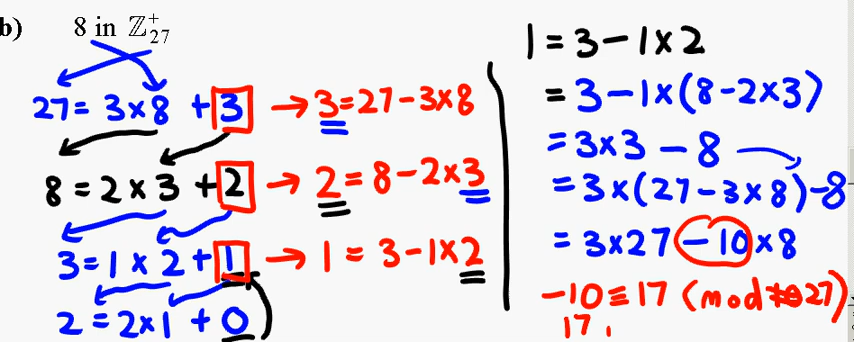 b) 8 in ℤ⁺₂₇
27 = 3×8 + 3 → 3 = 27 - 3×8
8 = 2×3 + 2 → 2 = 8 - 2×3
3 = 1×2 + 1 → 1 = 3 - 1×2
2 = 2×1 + 0
1 = 3 - 1×2
= 3 - 1×(8 - 2×3)
= 3×3 - 8
= 3×(27 - 3×8) - 8
= 3×27 - 10×8
-10 ≡ 17 (mod 27)
17